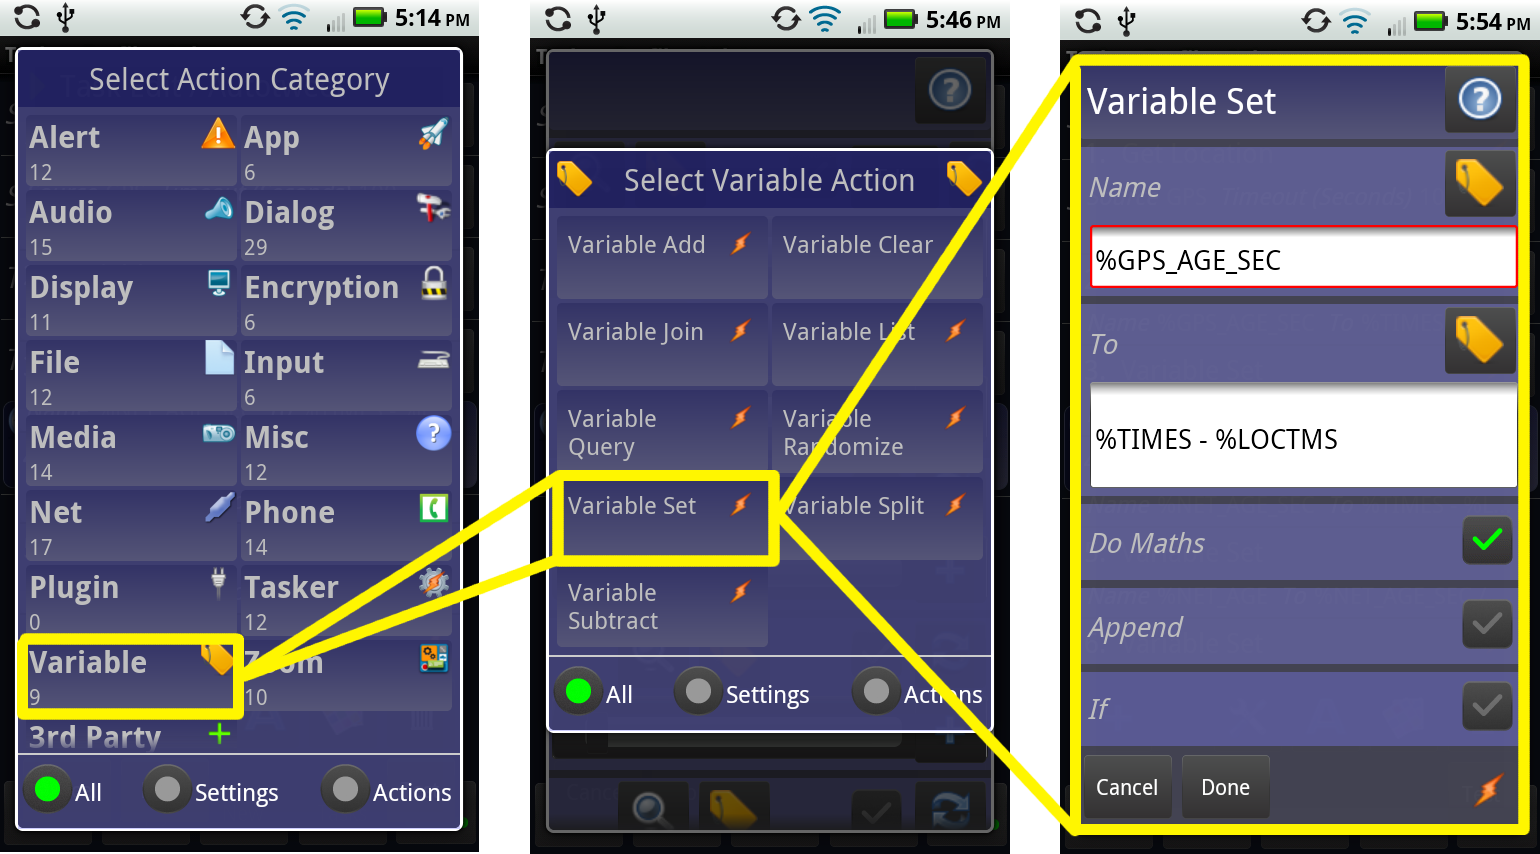 5:14 PM
Select Action Category
Alert
12
App
6
Audio
15
Dialog
29
Display
11
Encryption
6
File
12
Input
6
Media
14
Misc
12
Net
17
Phone
14
Plugin
0
Tasker
12
Variable
9
Zoom
10
3rd Party
All
Settings
Actions
5:46 PM
Select Variable Action
Variable Add
Variable Clear
Variable Join
Variable List
Variable
Query
Variable
Randomize
Variable Set
Variable Split
Variable
Subtract
All
Settings
Actions
5:54 PM
Variable Set
Name
%GPS_AGE_SEC
To
%TIMES - %LOCTMS
Do Maths
Append
If
Cancel
Done